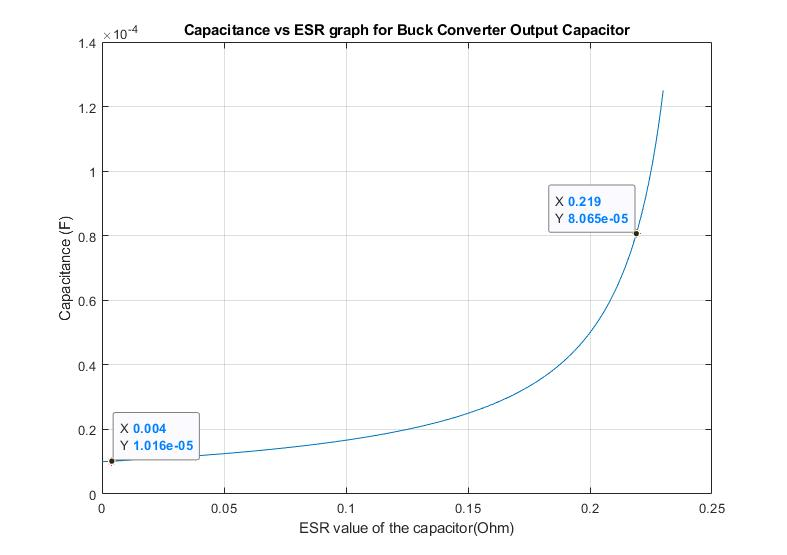 Capacitance vs ESR graph for Buck Converter Output Capacitor
×10⁻⁴
1.4
1.2
1
0.8
0.6
0.4
0.2
0
Capacitance (F)
X 0.219
Y 8.065e-05
X 0.004
Y 1.016e-05
0 0.05 0.1 0.15 0.2 0.25
ESR value of the capacitor(Ohm)